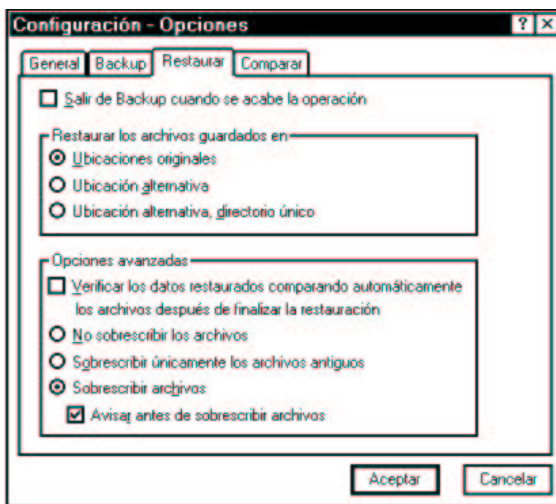 Configuración - Opciones
General Backup Restaurar Comparar
Salir de Backup cuando se acabe la operación
Restaurar los archivos guardados en
Ubicaciones originales
Ubicación alternativa
Ubicación alternativa, directorio único
Opciones avanzadas
Verificar los datos restaurados comparando automáticamente
los archivos después de finalizar la restauración
No sobrescribir los archivos
Sobrescribir únicamente los archivos antiguos
Sobrescribir archivos
Avisar antes de sobrescribir archivos
Aceptar Cancelar